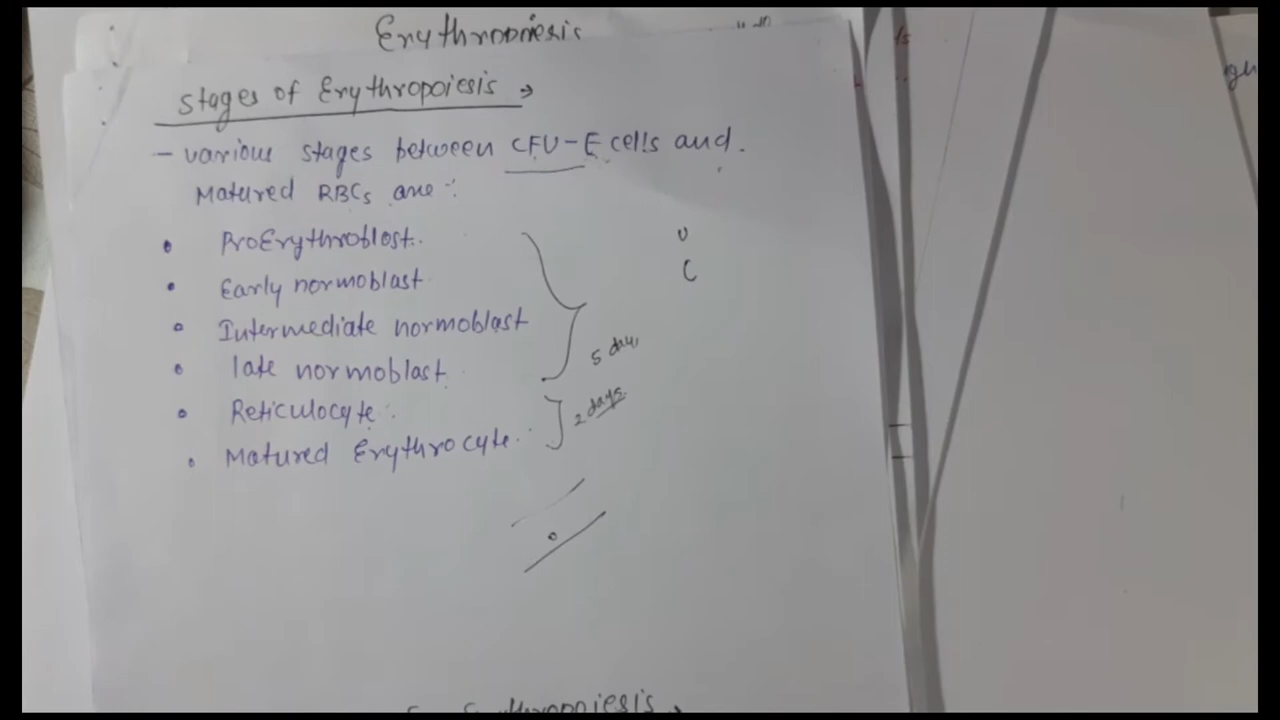 Erythropoiesis
Stages of Erythropoiesis →
- various stages between CFU-E cells and
Matured RBCs are :-
• ProErythroblast.
• Early normoblast
• Intermediate normoblast
• late normoblast
5 day
• Reticulocyte.
2 days
• Matured Erythrocyte.